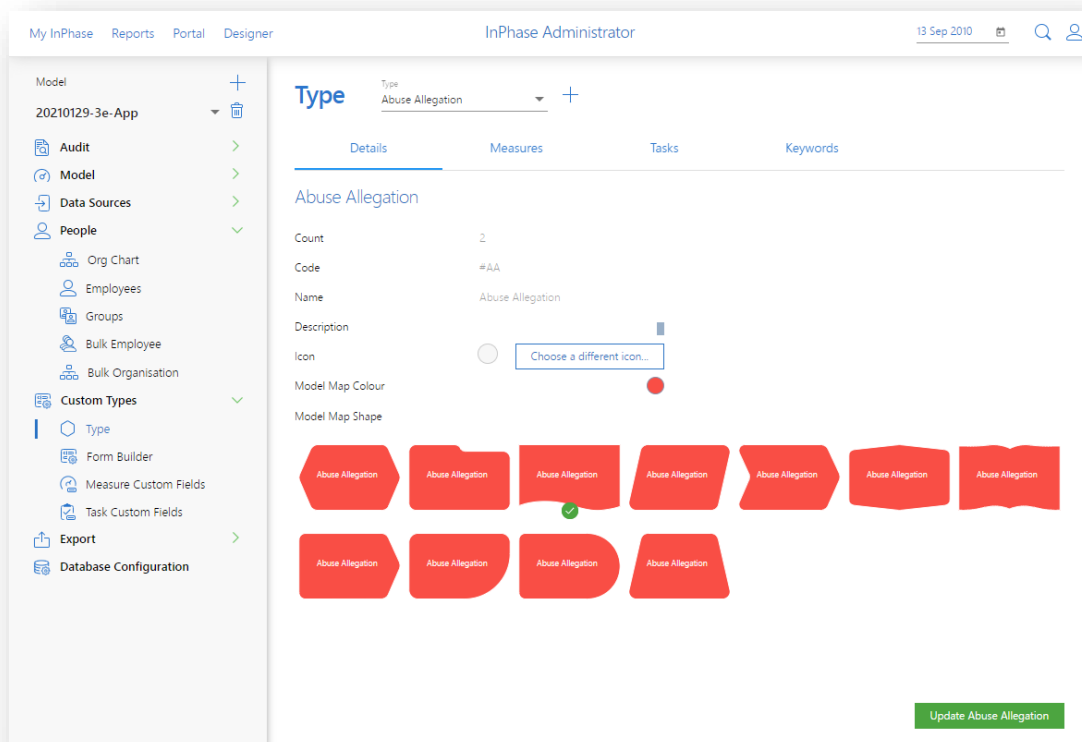 My InPhase Reports Portal Designer InPhase Administrator 13 Sep 2010
Model
20210129-3e-App
Audit
Model
Data Sources
People
Org Chart
Employees
Groups
Bulk Employee
Bulk Organisation
Custom Types
Type
Form Builder
Measure Custom Fields
Task Custom Fields
Export
Database Configuration
Type
Type
Abuse Allegation
Details Measures Tasks Keywords
Abuse Allegation
Count 2
Code #AA
Name Abuse Allegation
Description
Icon Choose a different icon...
Model Map Colour
Model Map Shape
Abuse Allegation Abuse Allegation Abuse Allegation Abuse Allegation Abuse Allegation Abuse Allegation Abuse Allegation
Abuse Allegation Abuse Allegation Abuse Allegation Abuse Allegation
Update Abuse Allegation